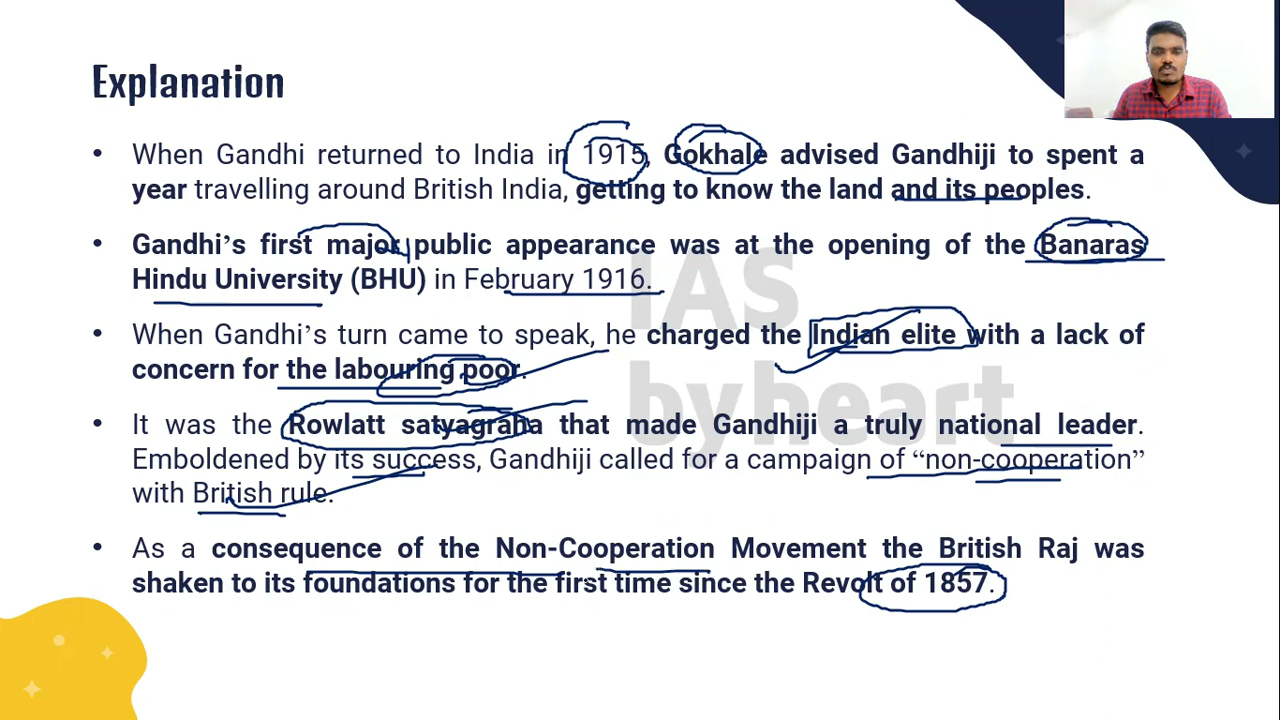 Explanation
• When Gandhi returned to India in 1915, Gokhale advised Gandhiji to spent a
year travelling around British India, getting to know the land and its peoples.
• Gandhi's first major public appearance was at the opening of the Banaras
Hindu University (BHU) in February 1916.
• When Gandhi's turn came to speak, he charged the Indian elite with a lack of
concern for the labouring poor.
• It was the Rowlatt satyagraha that made Gandhiji a truly national leader.
Emboldened by its success, Gandhiji called for a campaign of “non-cooperation”
with British rule.
• As a consequence of the Non-Cooperation Movement the British Raj was
shaken to its foundations for the first time since the Revolt of 1857.
IAS
by heart